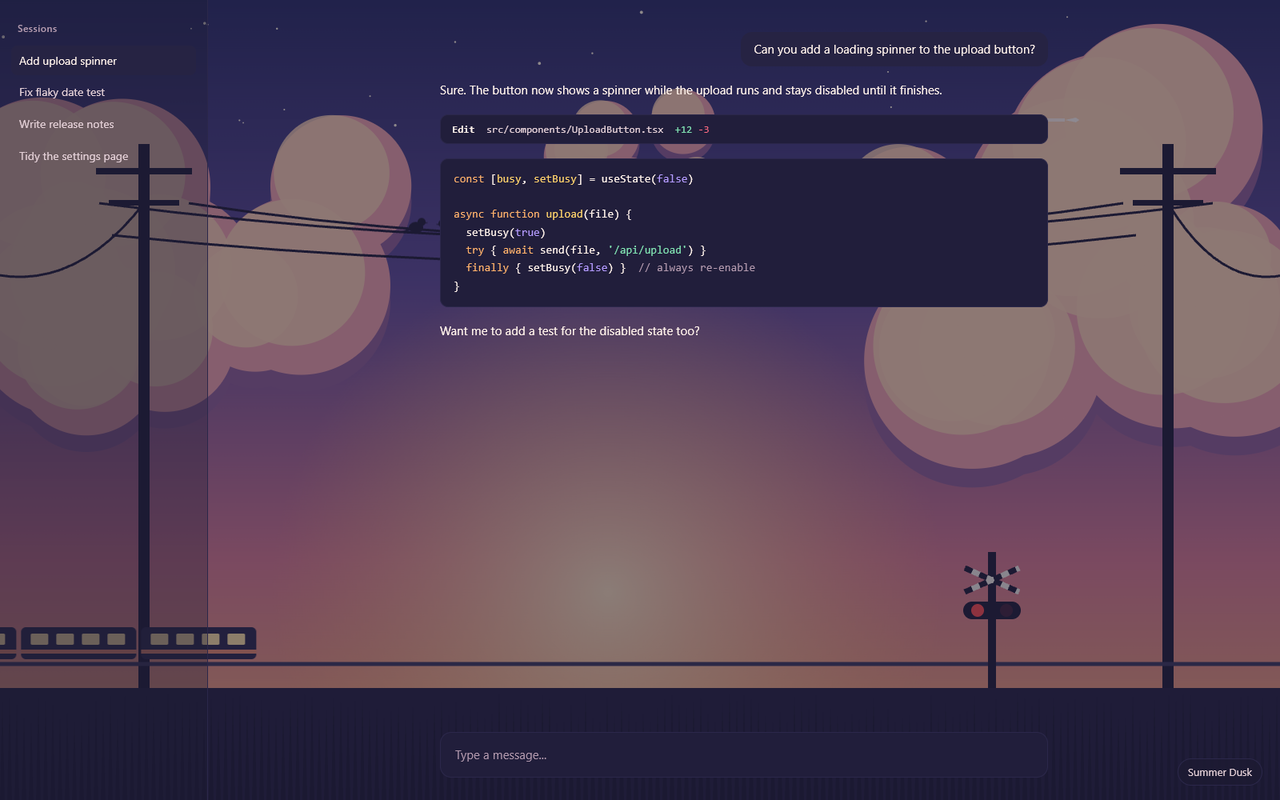 Sessions
Add upload spinner
Fix flaky date test
Write release notes
Tidy the settings page
Can you add a loading spinner to the upload button?
Sure. The button now shows a spinner while the upload runs and stays disabled until it finishes.
Edit src/components/UploadButton.tsx +12 -3
const [busy, setBusy] = useState(false)
async function upload(file) {
  setBusy(true)
  try { await send(file, '/api/upload') }
  finally { setBusy(false) }  // always re-enable
}
Want me to add a test for the disabled state too?
Type a message...
Summer Dusk